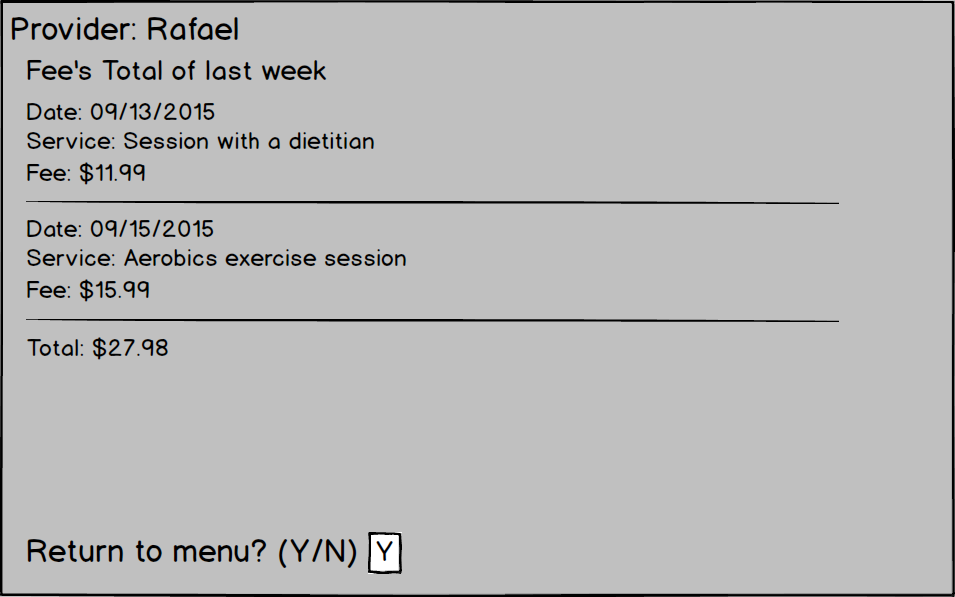 Provider: Rafael
Fee's Total of last week
Date: 09/13/2015
Service: Session with a dietitian
Fee: $11.99
Date: 09/15/2015
Service: Aerobics exercise session
Fee: $15.99
Total: $27.98
Return to menu? (Y/N) Y